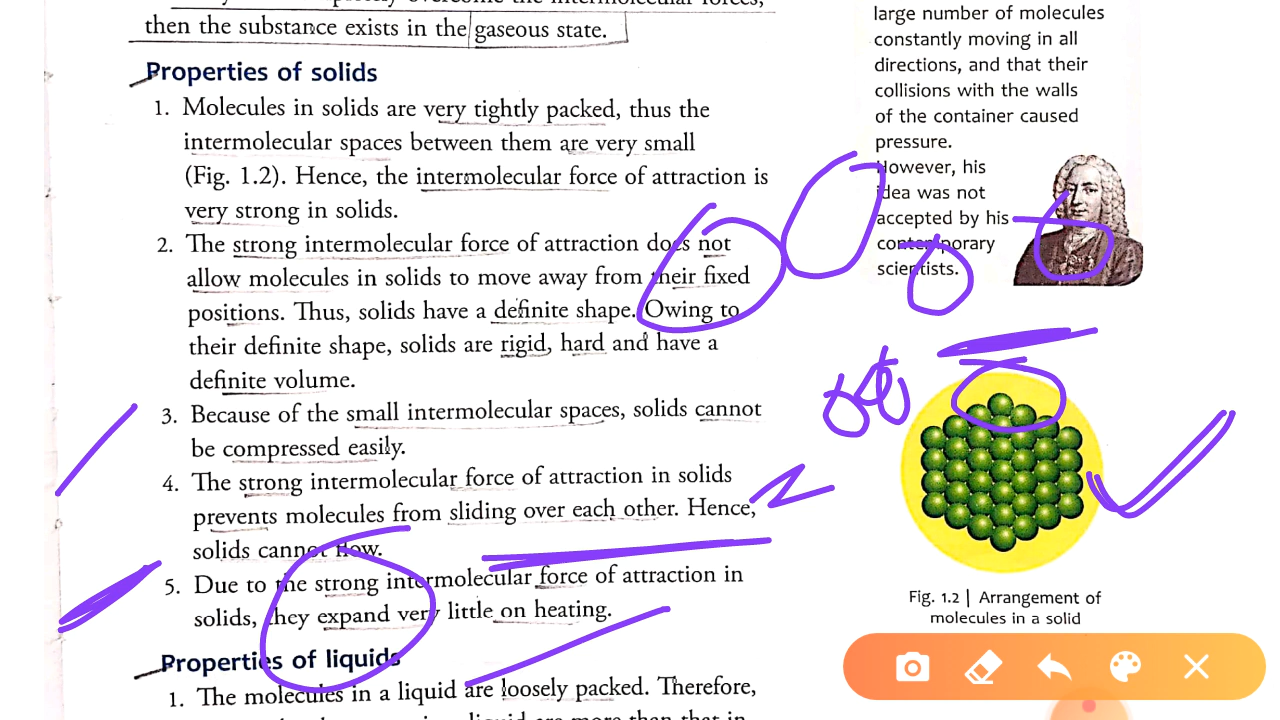 then the substance exists in the gaseous state.
Properties of solids
1. Molecules in solids are very tightly packed, thus the
intermolecular spaces between them are very small
(Fig. 1.2). Hence, the intermolecular force of attraction is
very strong in solids.
2. The strong intermolecular force of attraction does not
allow molecules in solids to move away from their fixed
positions. Thus, solids have a definite shape. Owing to
their definite shape, solids are rigid, hard and have a
definite volume.
3. Because of the small intermolecular spaces, solids cannot
be compressed easily.
4. The strong intermolecular force of attraction in solids
prevents molecules from sliding over each other. Hence,
solids cannot flow.
5. Due to the strong intermolecular force of attraction in
solids, they expand very little on heating.
Properties of liquids
1. The molecules in a liquid are loosely packed. Therefore,
large number of molecules
constantly moving in all
directions, and that their
collisions with the walls
of the container caused
pressure.
However, his
idea was not
accepted by his
contemporary
scientists.
Fig. 1.2 | Arrangement of
molecules in a solid